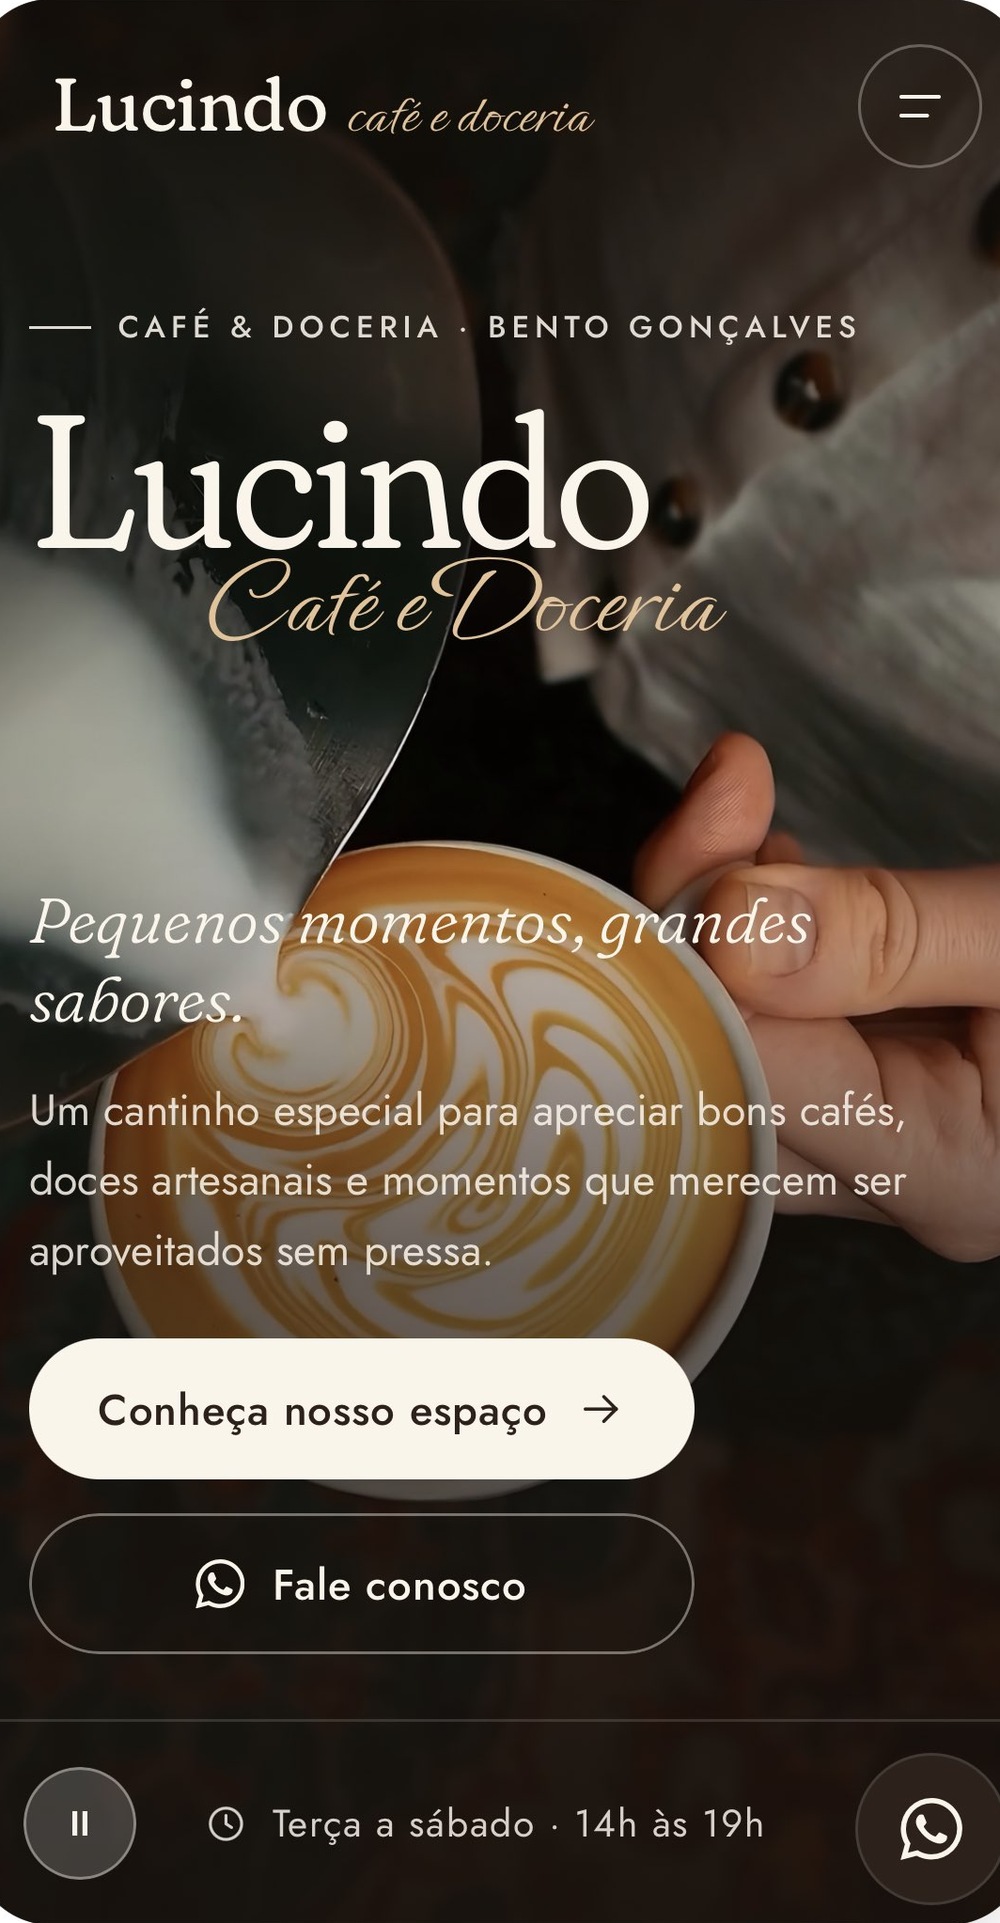 Lucindo café e doceria
CAFÉ & DOCERIA · BENTO GONÇALVES
Lucindo
Café e Doceria
Pequenos momentos, grandes
sabores.
Um cantinho especial para apreciar bons cafés,
doces artesanais e momentos que merecem ser
aproveitados sem pressa.
Conheça nosso espaço →
Fale conosco
Terça a sábado · 14h às 19h